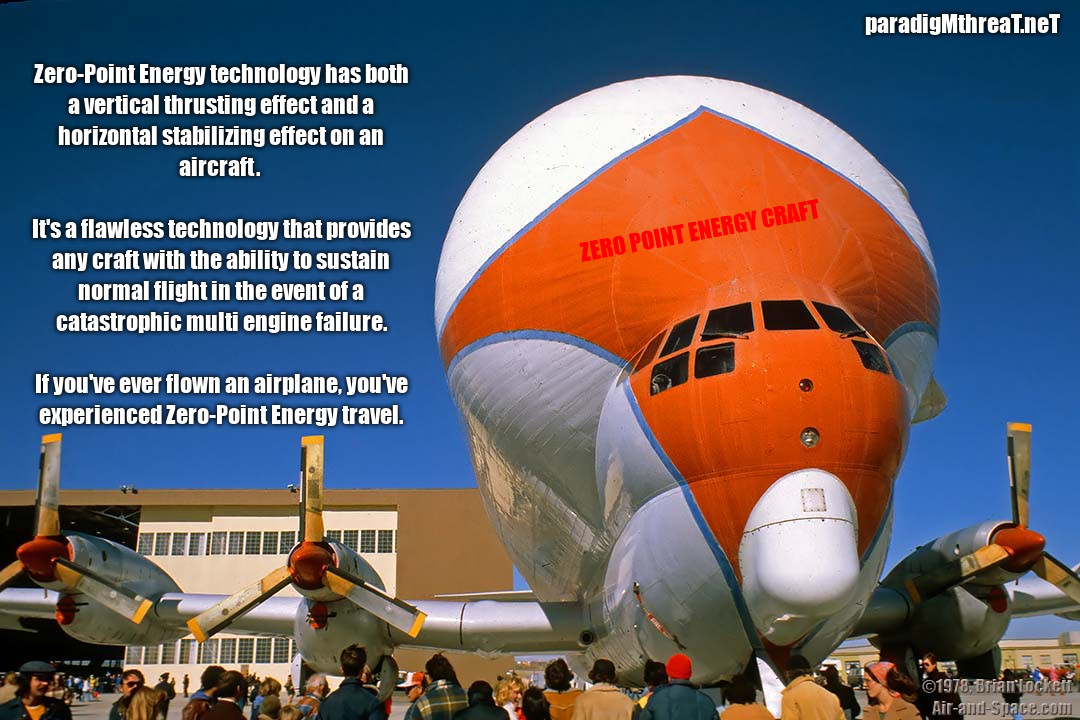 paradigMthreaT.neT
Zero-Point Energy technology has both
a vertical thrusting effect and a
horizontal stabilizing effect on an
aircraft.
It's a flawless technology that provides
any craft with the ability to sustain
normal flight in the event of a
catastrophic multi engine failure.
If you've ever flown an airplane, you've
experienced Zero-Point Energy travel.
ZERO POINT ENERGY CRAFT
©1978, Brian Lockett
Air-and-Space.com